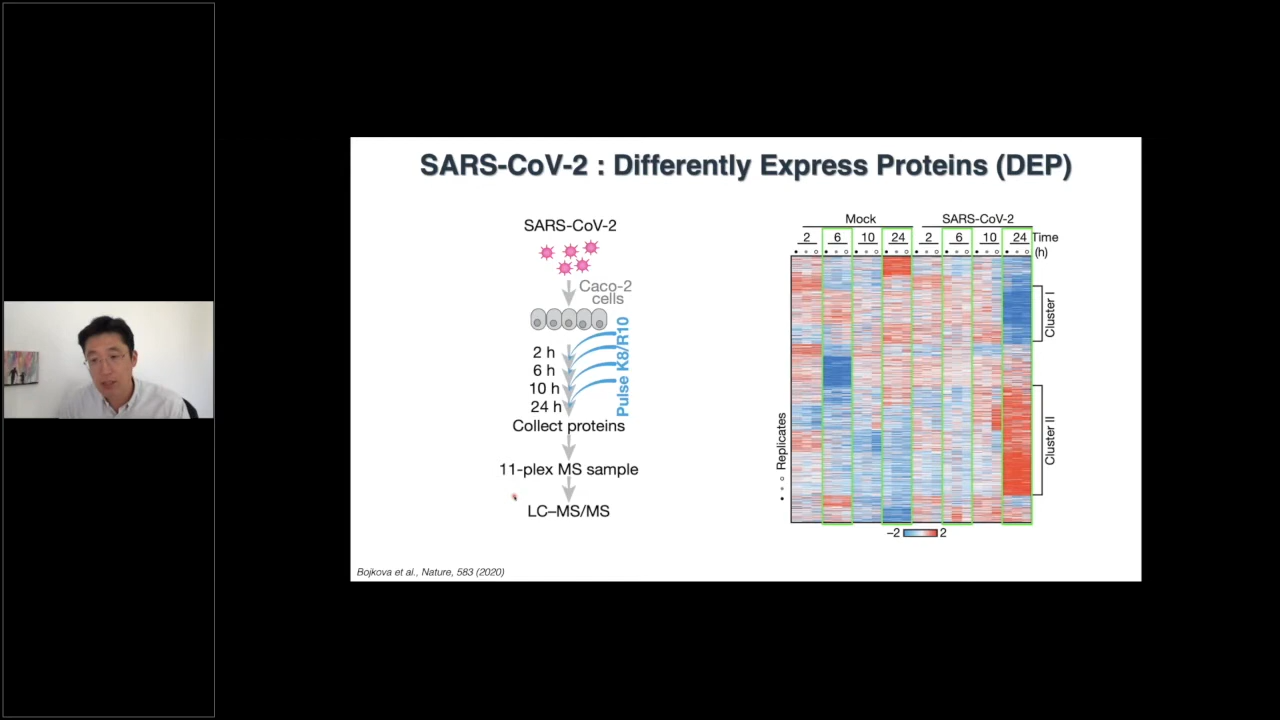 SARS-CoV-2 : Differently Express Proteins (DEP)
SARS-CoV-2
Caco-2
cells
2 h
6 h
10 h
24 h
Pulse K8/R10
Collect proteins
11-plex MS sample
LC–MS/MS
Mock SARS-CoV-2
2 6 10 24 2 6 10 24 Time
(h)
Cluster I
Cluster II
Replicates
−2 2
Bojkova et al., Nature, 583 (2020)